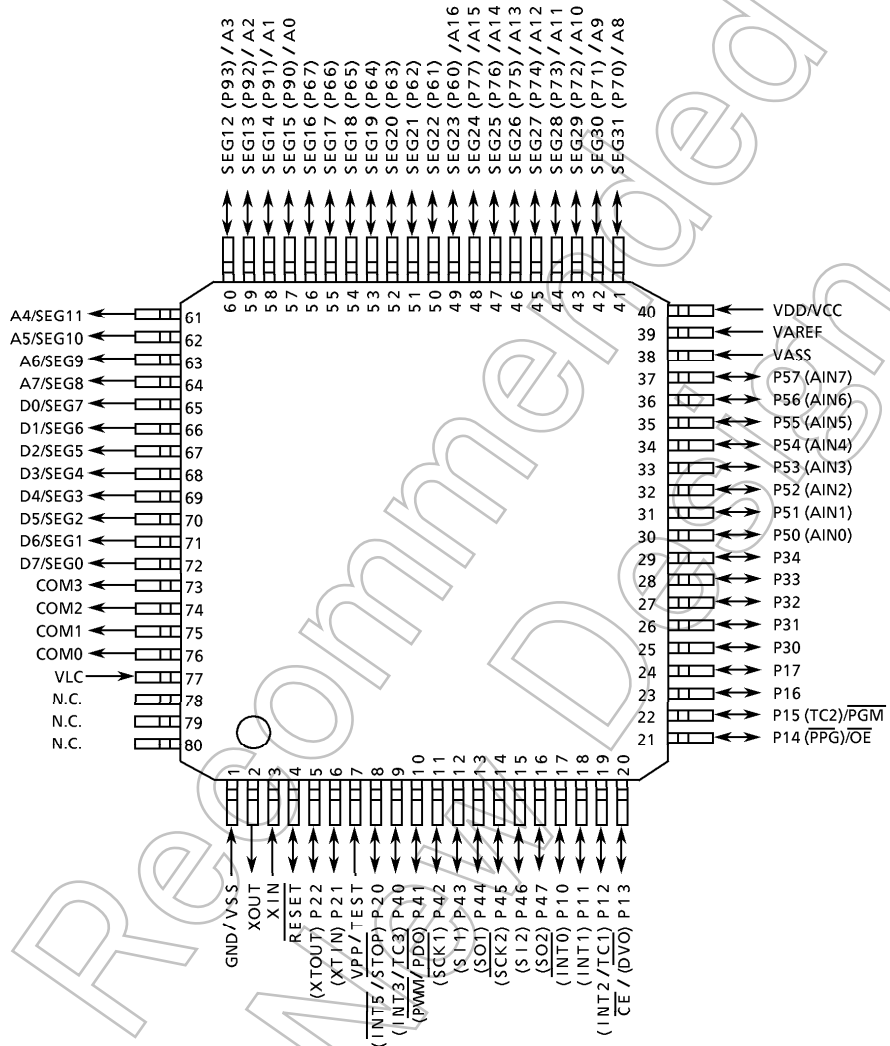 SEG12 (P93) / A3
SEG13 (P92) / A2
SEG14 (P91) / A1
SEG15 (P90) / A0
SEG16 (P67)
SEG17 (P66)
SEG18 (P65)
SEG19 (P64)
SEG20 (P63)
SEG21 (P62)
SEG22 (P61)
SEG23 (P60) / A16
SEG24 (P77) / A15
SEG25 (P76) / A14
SEG26 (P75) / A13
SEG27 (P74) / A12
SEG28 (P73) / A11
SEG29 (P72) / A10
SEG30 (P71) / A9
SEG31 (P70) / A8
60 59 58 57 56 55 54 53 52 51 50 49 48 47 46 45 44 43 42 41
A4/SEG11 61
A5/SEG10 62
A6/SEG9 63
A7/SEG8 64
D0/SEG7 65
D1/SEG6 66
D2/SEG5 67
D3/SEG4 68
D4/SEG3 69
D5/SEG2 70
D6/SEG1 71
D7/SEG0 72
COM3 73
COM2 74
COM1 75
COM0 76
VLC 77
N.C. 78
N.C. 79
N.C. 80
40 VDD/VCC
39 VAREF
38 VASS
37 P57 (AIN7)
36 P56 (AIN6)
35 P55 (AIN5)
34 P54 (AIN4)
33 P53 (AIN3)
32 P52 (AIN2)
31 P51 (AIN1)
30 P50 (AIN0)
29 P34
28 P33
27 P32
26 P31
25 P30
24 P17
23 P16
22 P15 (TC2)/PGM
21 P14 (PPG)/OE
1 2 3 4 5 6 7 8 9 10 11 12 13 14 15 16 17 18 19 20
GND/VSS
XOUT
XIN
RESET
(XTOUT) P22
(XTIN) P21
VPP/TEST
(INT5/STOP) P20
(INT3/TC3) P40
(PWM/PDO) P41
(SCK1) P42
(SI1) P43
(SO1) P44
(SCK2) P45
(SI2) P46
(SO2) P47
(INT0) P10
(INT1) P11
(INT2/TC1) P12
CE / (DVO) P13
Recommended
New Design